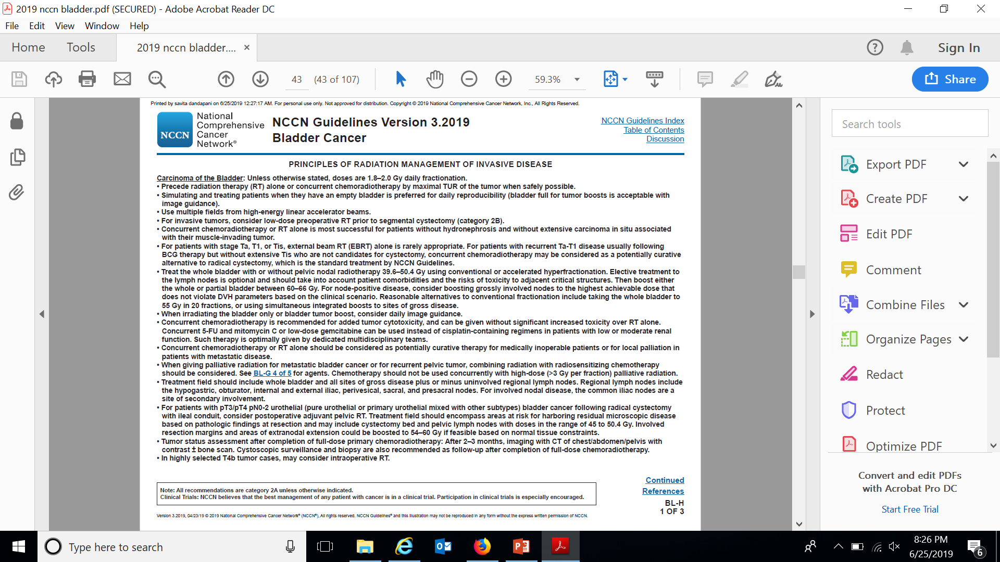 2019 nccn bladder.pdf (SECURED) - Adobe Acrobat Reader DC
File Edit View Window Help
Home Tools 2019 nccn bladder.... × Sign In
43 (43 of 107) 59.3% Share
Printed by savita dandapani on 6/25/2019 12:27:17 AM. For personal use only. Not approved for distribution. Copyright © 2019 National Comprehensive Cancer Network, Inc., All Rights Reserved.
NCCN
National
Comprehensive
Cancer
Network®
NCCN Guidelines Version 3.2019
Bladder Cancer
NCCN Guidelines Index
Table of Contents
Discussion
PRINCIPLES OF RADIATION MANAGEMENT OF INVASIVE DISEASE
Carcinoma of the Bladder: Unless otherwise stated, doses are 1.8–2.0 Gy daily fractionation.
• Precede radiation therapy (RT) alone or concurrent chemoradiotherapy by maximal TUR of the tumor when safely possible.
• Simulating and treating patients when they have an empty bladder is preferred for daily reproducibility (bladder full for tumor boosts is acceptable with
image guidance).
• Use multiple fields from high-energy linear accelerator beams.
• For invasive tumors, consider low-dose preoperative RT prior to segmental cystectomy (category 2B).
• Concurrent chemoradiotherapy or RT alone is most successful for patients without hydronephrosis and without extensive carcinoma in situ associated
with their muscle-invading tumor.
• For patients with stage Ta, T1, or Tis, external beam RT (EBRT) alone is rarely appropriate. For patients with recurrent Ta-T1 disease usually following
BCG therapy but without extensive Tis who are not candidates for cystectomy, concurrent chemoradiotherapy may be considered as a potentially curative
alternative to radical cystectomy, which is the standard treatment by NCCN Guidelines.
• Treat the whole bladder with or without pelvic nodal radiotherapy 39.6–50.4 Gy using conventional or accelerated hyperfractionation. Elective treatment to
the lymph nodes is optional and should take into account patient comorbidities and the risks of toxicity to adjacent critical structures. Then boost either
the whole or partial bladder between 60–66 Gy. For node-positive disease, consider boosting grossly involved nodes to the highest achievable dose that
does not violate DVH parameters based on the clinical scenario. Reasonable alternatives to conventional fractionation include taking the whole bladder to
55 Gy in 20 fractions, or using simultaneous integrated boosts to sites of gross disease.
• When irradiating the bladder only or bladder tumor boost, consider daily image guidance.
• Concurrent chemoradiotherapy is recommended for added tumor cytotoxicity, and can be given without significant increased toxicity over RT alone.
Concurrent 5-FU and mitomycin C or low-dose gemcitabine can be used instead of cisplatin-containing regimens in patients with low or moderate renal
function. Such therapy is optimally given by dedicated multidisciplinary teams.
• Concurrent chemoradiotherapy or RT alone should be considered as potentially curative therapy for medically inoperable patients or for local palliation in
patients with metastatic disease.
• When giving palliative radiation for metastatic bladder cancer or for recurrent pelvic tumor, combining radiation with radiosensitizing chemotherapy
should be considered. See BL-G 4 of 5 for agents. Chemotherapy should not be used concurrently with high-dose (>3 Gy per fraction) palliative radiation.
• Treatment field should include whole bladder and all sites of gross disease plus or minus uninvolved regional lymph nodes. Regional lymph nodes include
the hypogastric, obturator, internal and external iliac, perivesical, sacral, and presacral nodes. For involved nodal disease, the common iliac nodes are a
site of secondary involvement.
• For patients with pT3/pT4 pN0-2 urothelial (pure urothelial or primary urothelial mixed with other subtypes) bladder cancer following radical cystectomy
with ileal conduit, consider postoperative adjuvant pelvic RT. Treatment field should encompass areas at risk for harboring residual microscopic disease
based on pathologic findings at resection and may include cystectomy bed and pelvic lymph nodes with doses in the range of 45 to 50.4 Gy. Involved
resection margins and areas of extranodal extension could be boosted to 54–60 Gy if feasible based on normal tissue constraints.
• Tumor status assessment after completion of full-dose primary chemoradiotherapy: After 2–3 months, imaging with CT of chest/abdomen/pelvis with
contrast ± bone scan. Cystoscopic surveillance and biopsy are also recommended as follow-up after completion of full-dose chemoradiotherapy.
• In highly selected T4b tumor cases, may consider intraoperative RT.
Continued
References
Note: All recommendations are category 2A unless otherwise indicated.
Clinical Trials: NCCN believes that the best management of any patient with cancer is in a clinical trial. Participation in clinical trials is especially encouraged.
BL-H
1 OF 3
Version 3.2019, 04/23/19 © 2019 National Comprehensive Cancer Network® (NCCN®), All rights reserved. NCCN Guidelines® and this illustration may not be reproduced in any form without the express written permission of NCCN.
Search tools
Export PDF
Create PDF
Edit PDF
Comment
Combine Files
Organize Pages
Redact
Protect
Optimize PDF
Convert and edit PDFs
with Acrobat Pro DC
Start Free Trial
Type here to search
8:26 PM
6/25/2019
6